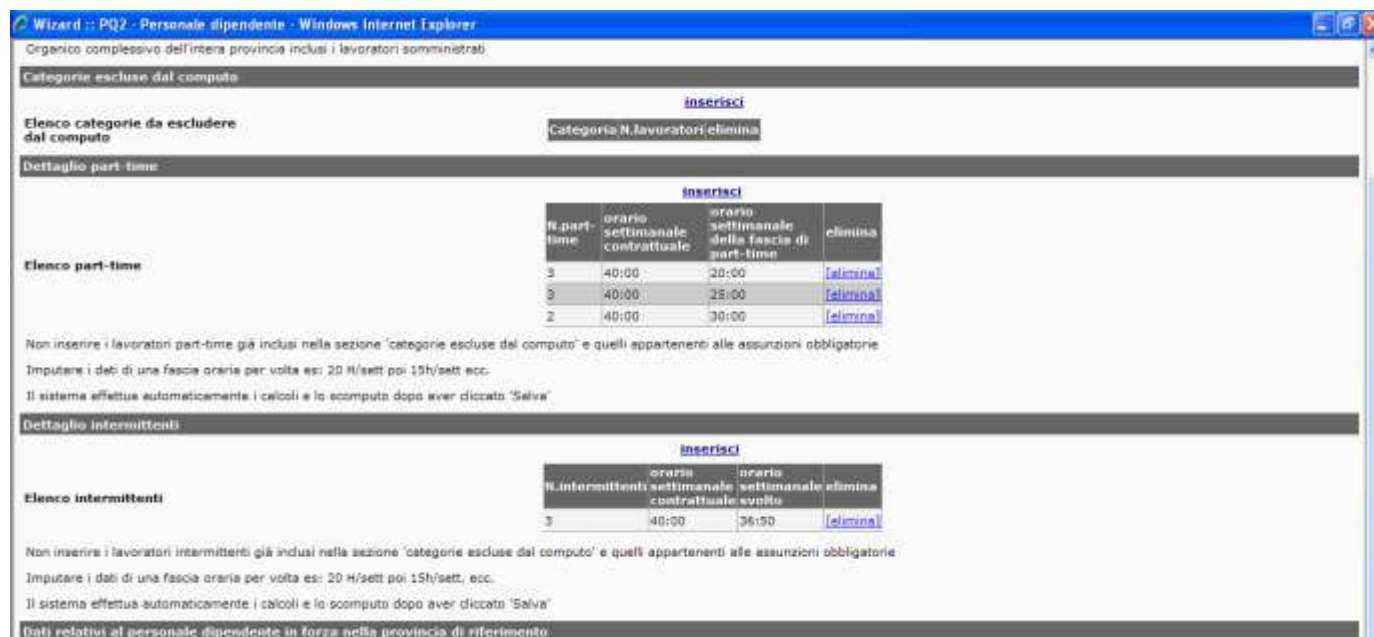 Wizard :: PQ2 - Personale dipendente - Windows Internet Explorer
Organico complessivo dell'intera provincia inclusi i lavoratori somministrati
Categorie escluse dal computo
inserisci
Elenco categorie da escludere
dal computo
Categoria N.lavoratori elimina
Dettaglio part-time
inserisci
N.part-time orario settimanale contrattuale orario settimanale della fascia di part-time elimina
Elenco part-time
3 40:00 20:00 [elimina]
3 40:00 25:00 [elimina]
2 40:00 30:00 [elimina]
Non inserire i lavoratori part-time già inclusi nella sezione 'categorie escluse dal computo' e quelli appartenenti alle assunzioni obbligatorie
Imputare i dati di una fascia oraria per volta es: 20 H/sett poi 15h/sett ecc.
Il sistema effettua automaticamente i calcoli e lo scomputo dopo aver cliccato 'Salva'
Dettaglio intermittenti
inserisci
N.intermittenti orario settimanale contrattuale orario settimanale svolto elimina
Elenco intermittenti
3 40:00 36:50 [elimina]
Non inserire i lavoratori intermittenti già inclusi nella sezione 'categorie escluse dal computo' e quelli appartenenti alle assunzioni obbligatorie
Imputare i dati di una fascia oraria per volta es: 20 H/sett poi 15h/sett, ecc.
Il sistema effettua automaticamente i calcoli e lo scomputo dopo aver cliccato 'Salva'
Dati relativi al personale dipendente in forza nella provincia di riferimento